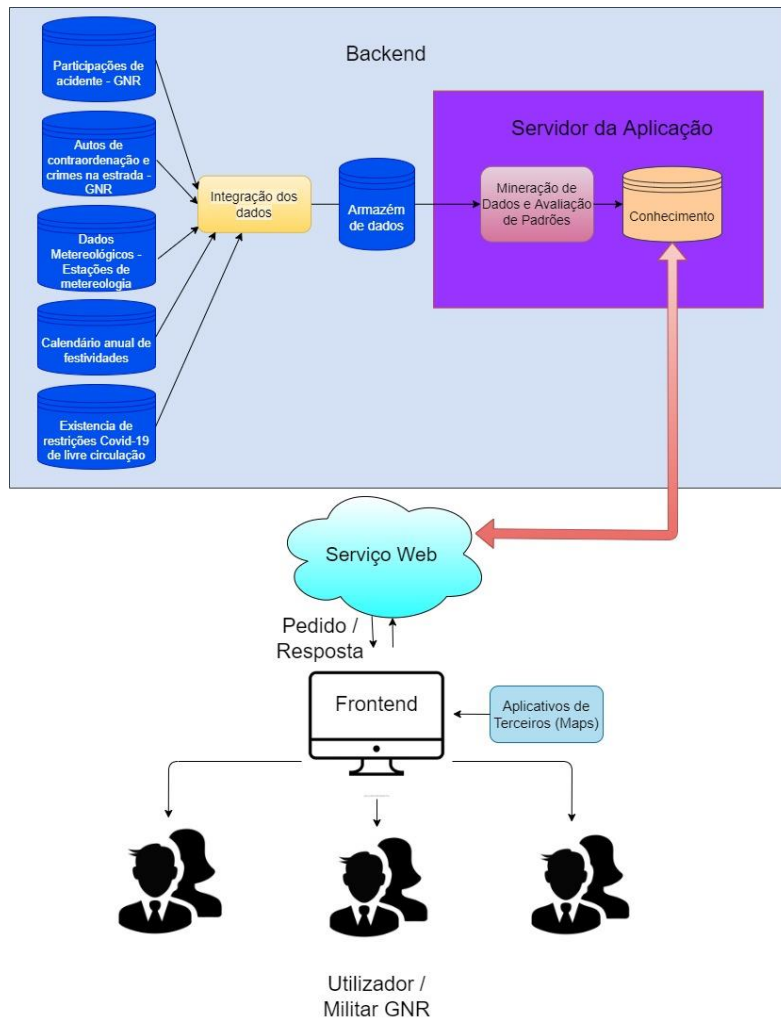 Backend
Participações de
acidente - GNR
Autos de
contraordenação e
crimes na estrada -
GNR
Dados
Metereológicos -
Estações de
metereologia
Calendário anual de
festividades
Existencia de
restrições Covid-19
de livre circulação
Integração dos
dados
Armazém
de dados
Servidor da Aplicação
Mineração de
Dados e Avaliação
de Padrões
Conhecimento
Serviço Web
Pedido /
Resposta
Frontend
Aplicativos de
Terceiros (Maps)
Utilizador /
Militar GNR